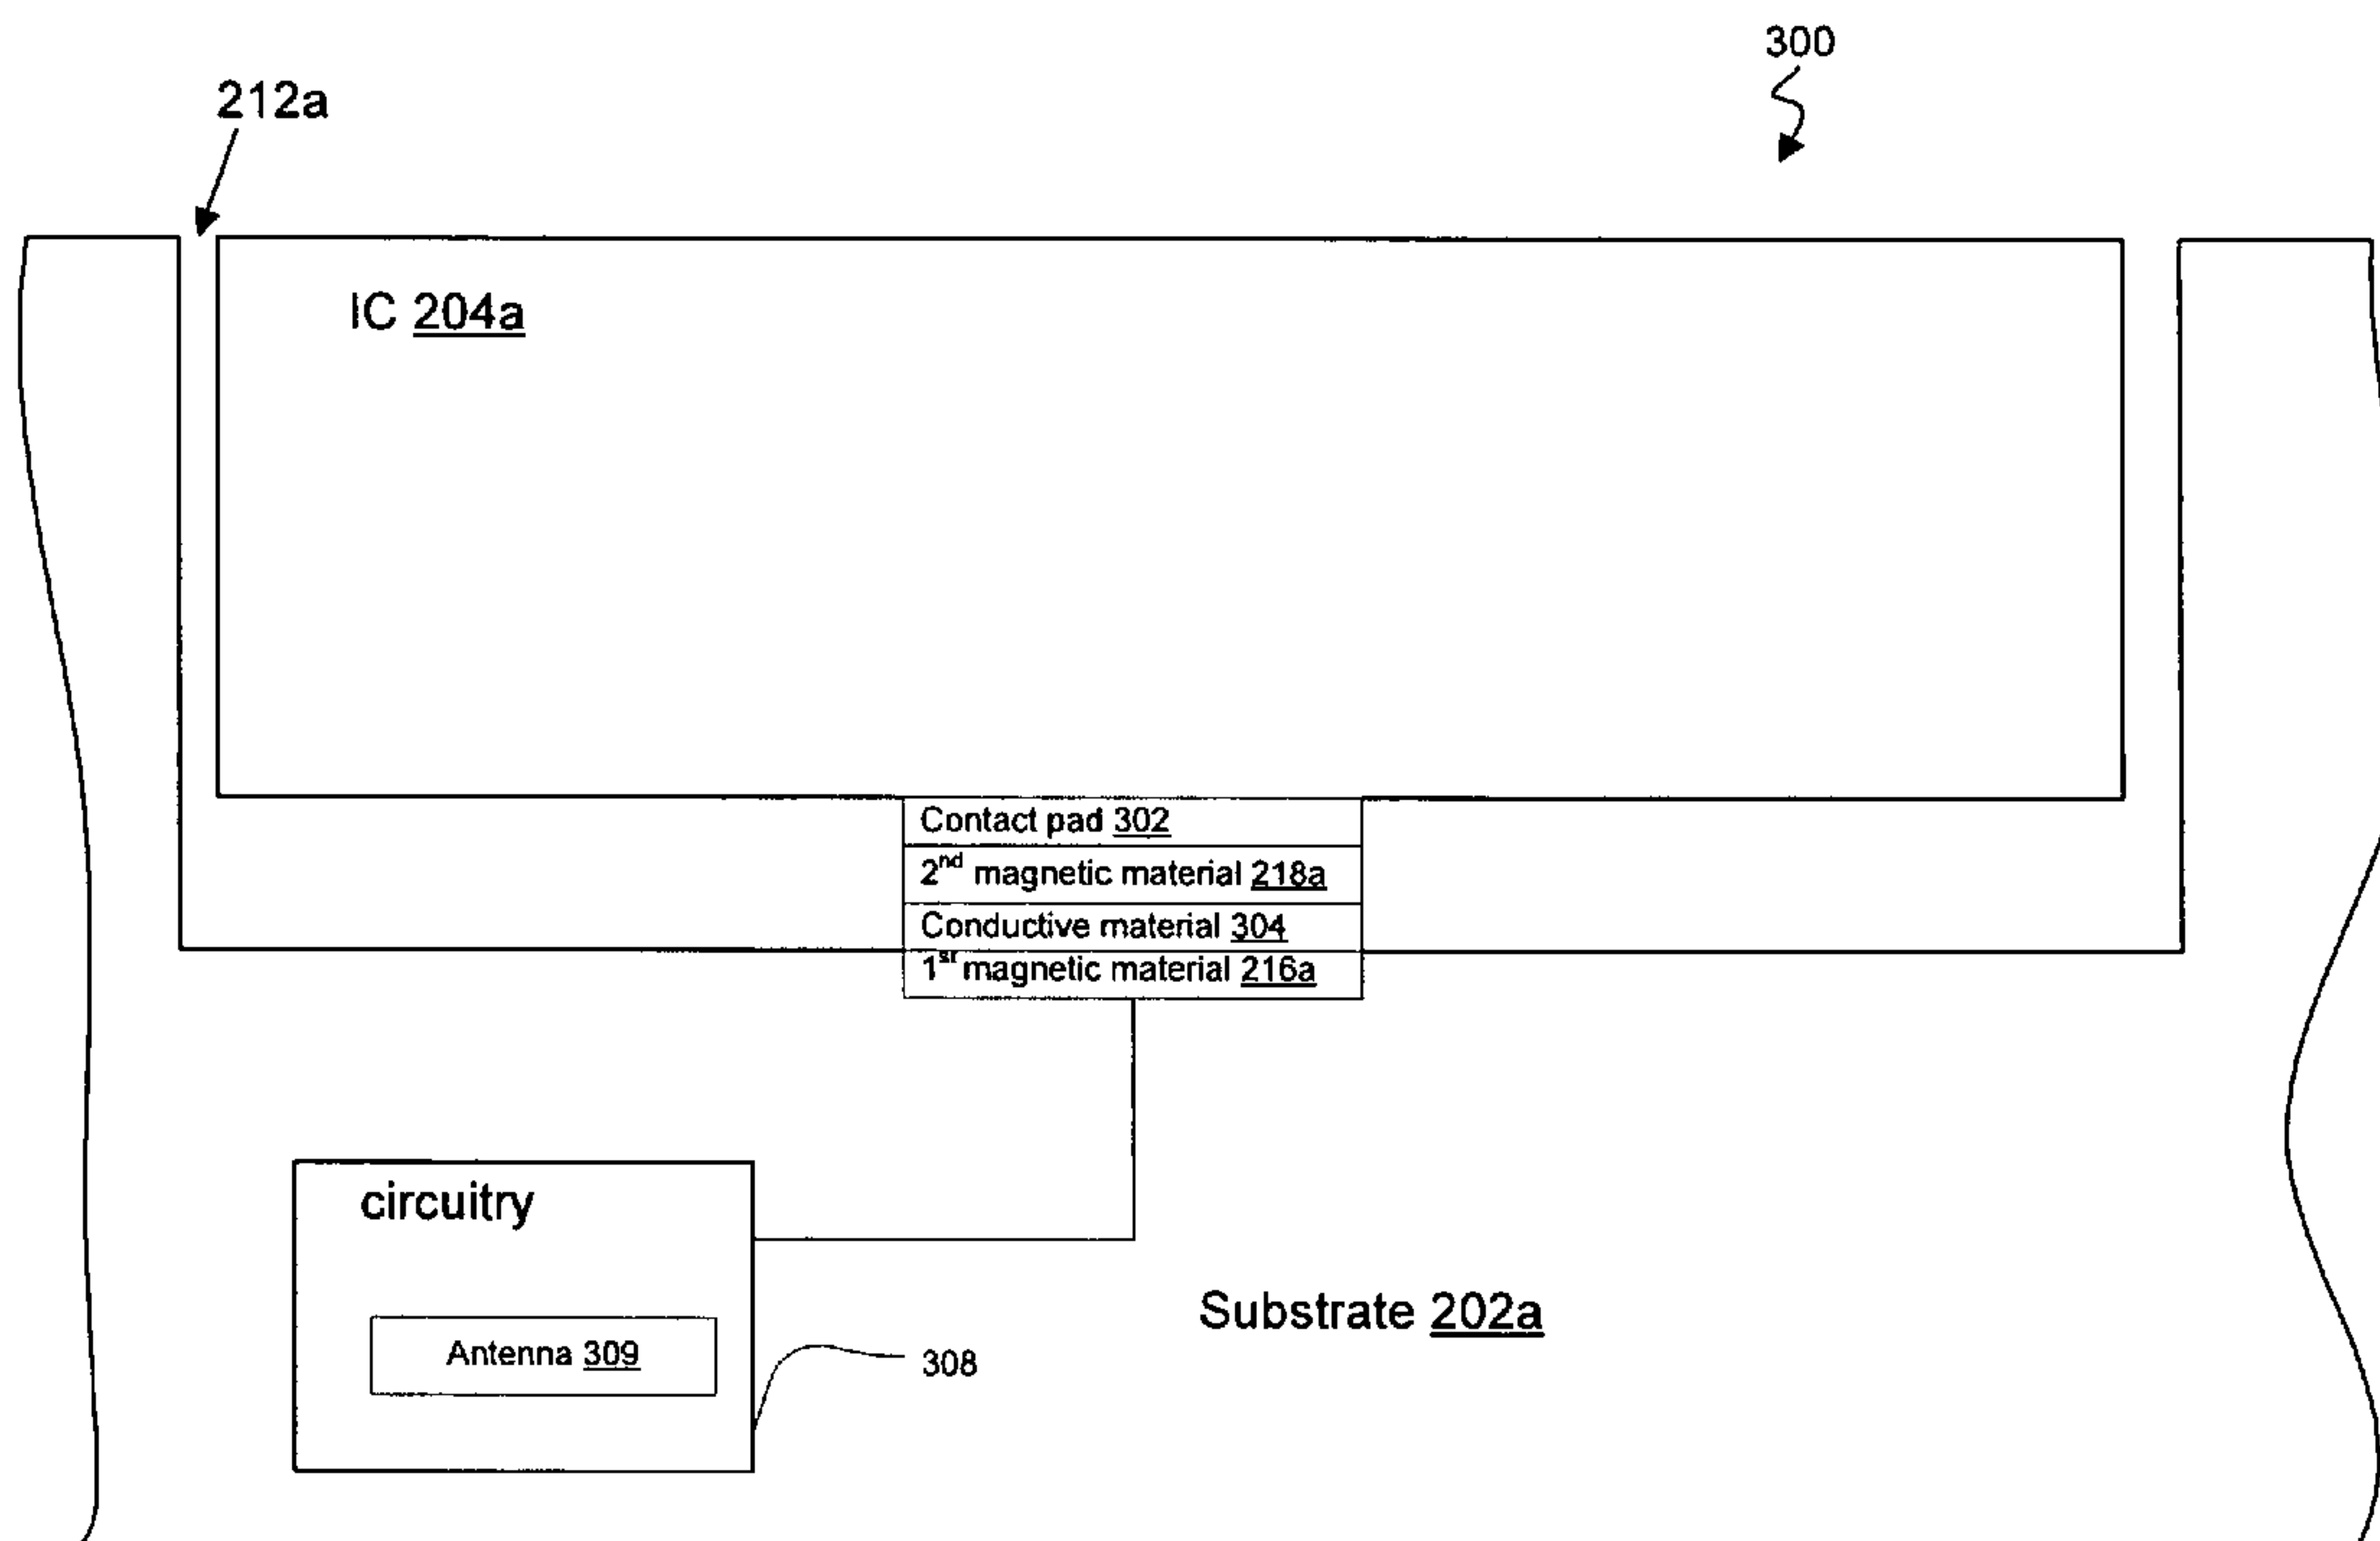 300
212a
IC 204a
Contact pad 302
2nd magnetic material 218a
Conductive material 304
1sr magnetic material 216a
circuitry
Substrate 202a
Antenna 309
308